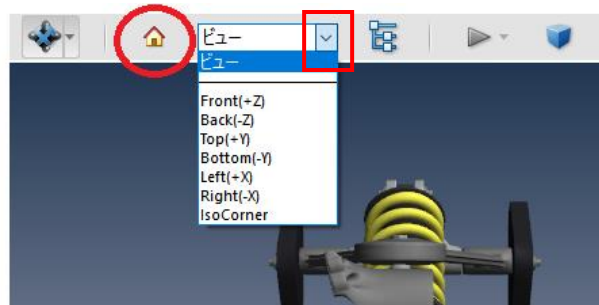 ビュー
ビュー
Front(+Z)
Back(-Z)
Top(+Y)
Bottom(-Y)
Left(+X)
Right(-X)
IsoCorner